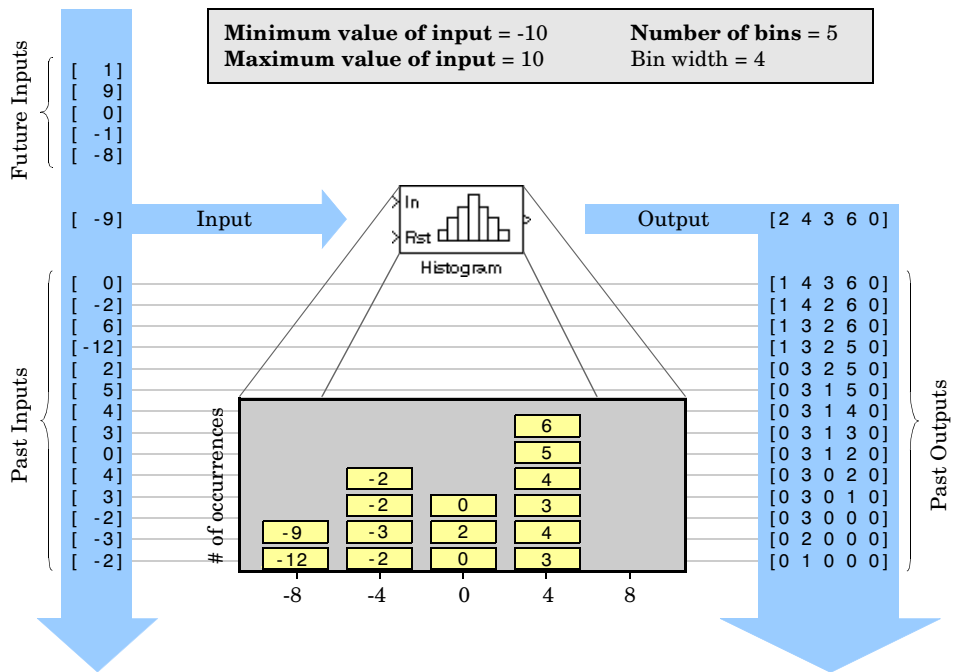 Minimum value of input = -10 Number of bins = 5
Maximum value of input = 10 Bin width = 4
Future Inputs
[ 1]
[ 9]
[ 0]
[ -1]
[ -8]
[ -9] Input In Output [2 4 3 6 0]
Rst
Histogram
Past Inputs
Past Outputs
[ 0] [1 4 3 6 0]
[ -2] [1 4 2 6 0]
[ 6] [1 3 2 6 0]
[-12] [1 3 2 5 0]
[ 2] [0 3 2 5 0]
[ 5] [0 3 1 5 0]
[ 4] [0 3 1 4 0]
[ 3] [0 3 1 3 0]
[ 0] [0 3 1 2 0]
[ 4] [0 3 0 2 0]
[ 3] [0 3 0 1 0]
[ -2] [0 3 0 0 0]
[ -3] [0 2 0 0 0]
[ -2] [0 1 0 0 0]
# of occurrences
6
5
-2 4
-2 0 3
-9 -3 2 4
-12 -2 0 3
-8 -4 0 4 8